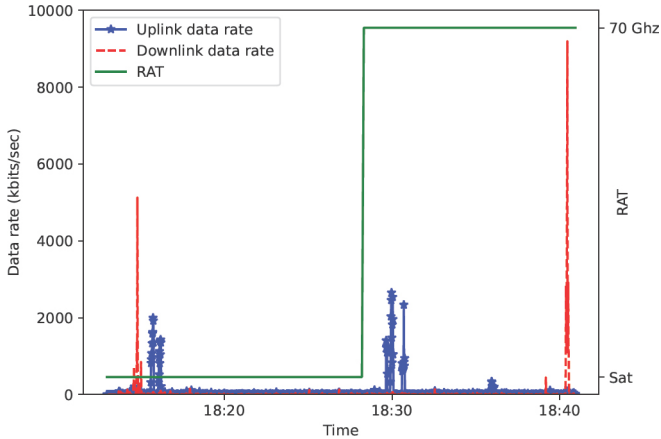 10000
8000
6000
4000
2000
0
Data rate (kbits/sec)
Uplink data rate
Downlink data rate
RAT
70 Ghz
Sat
RAT
18:20
18:30
18:40
Time